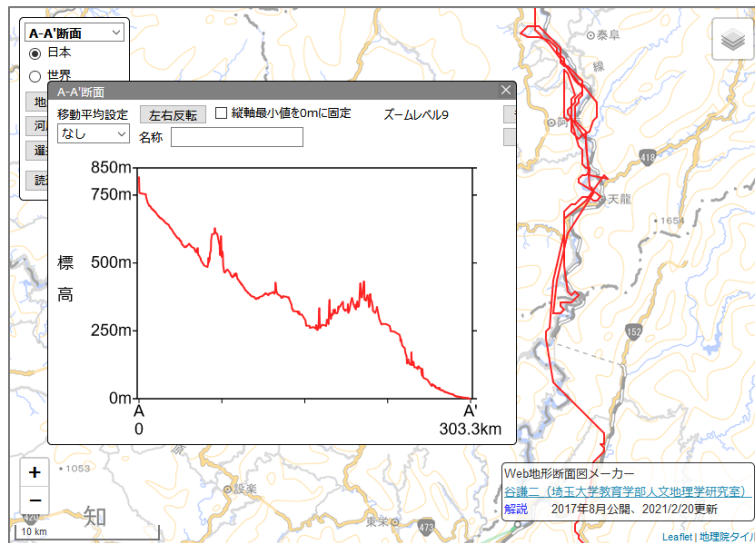 A-A'断面
日本
世界
A-A'断面
移動平均設定
左右反転
縦軸最小値を0mに固定
ズームレベル9
なし
名称
850m
750m
500m
250m
0m
標高
A
A'
0
303.3km
泰阜
線
418
天龍
1654
152
1053
設楽
知
東栄
473
420
+
−
10 km
Web地形断面図メーカー
谷謙二（埼玉大学教育学部人文地理学研究室）
解説
2017年8月公開、2021/2/20更新
Leaflet | 地理院タイ